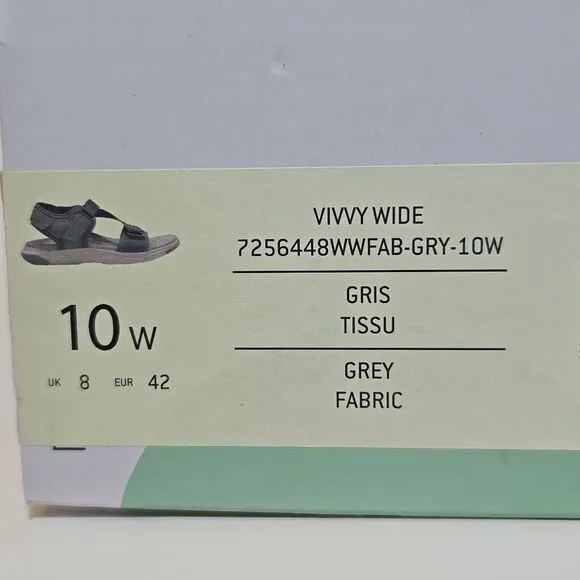 VIVVY WIDE
7256448WWFAB-GRY-10W
GRIS
TISSU
GREY
FABRIC
10 W
UK 8 EUR 42